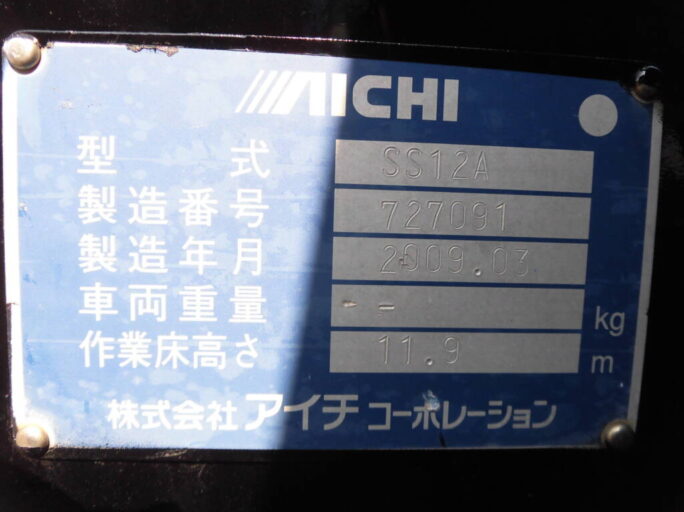 AICHI
型式 SS12A
製造番号 727091
製造年月 2009.03
車両重量 -- kg
作業床高さ 11.9 m
株式会社アイチコーポレーション